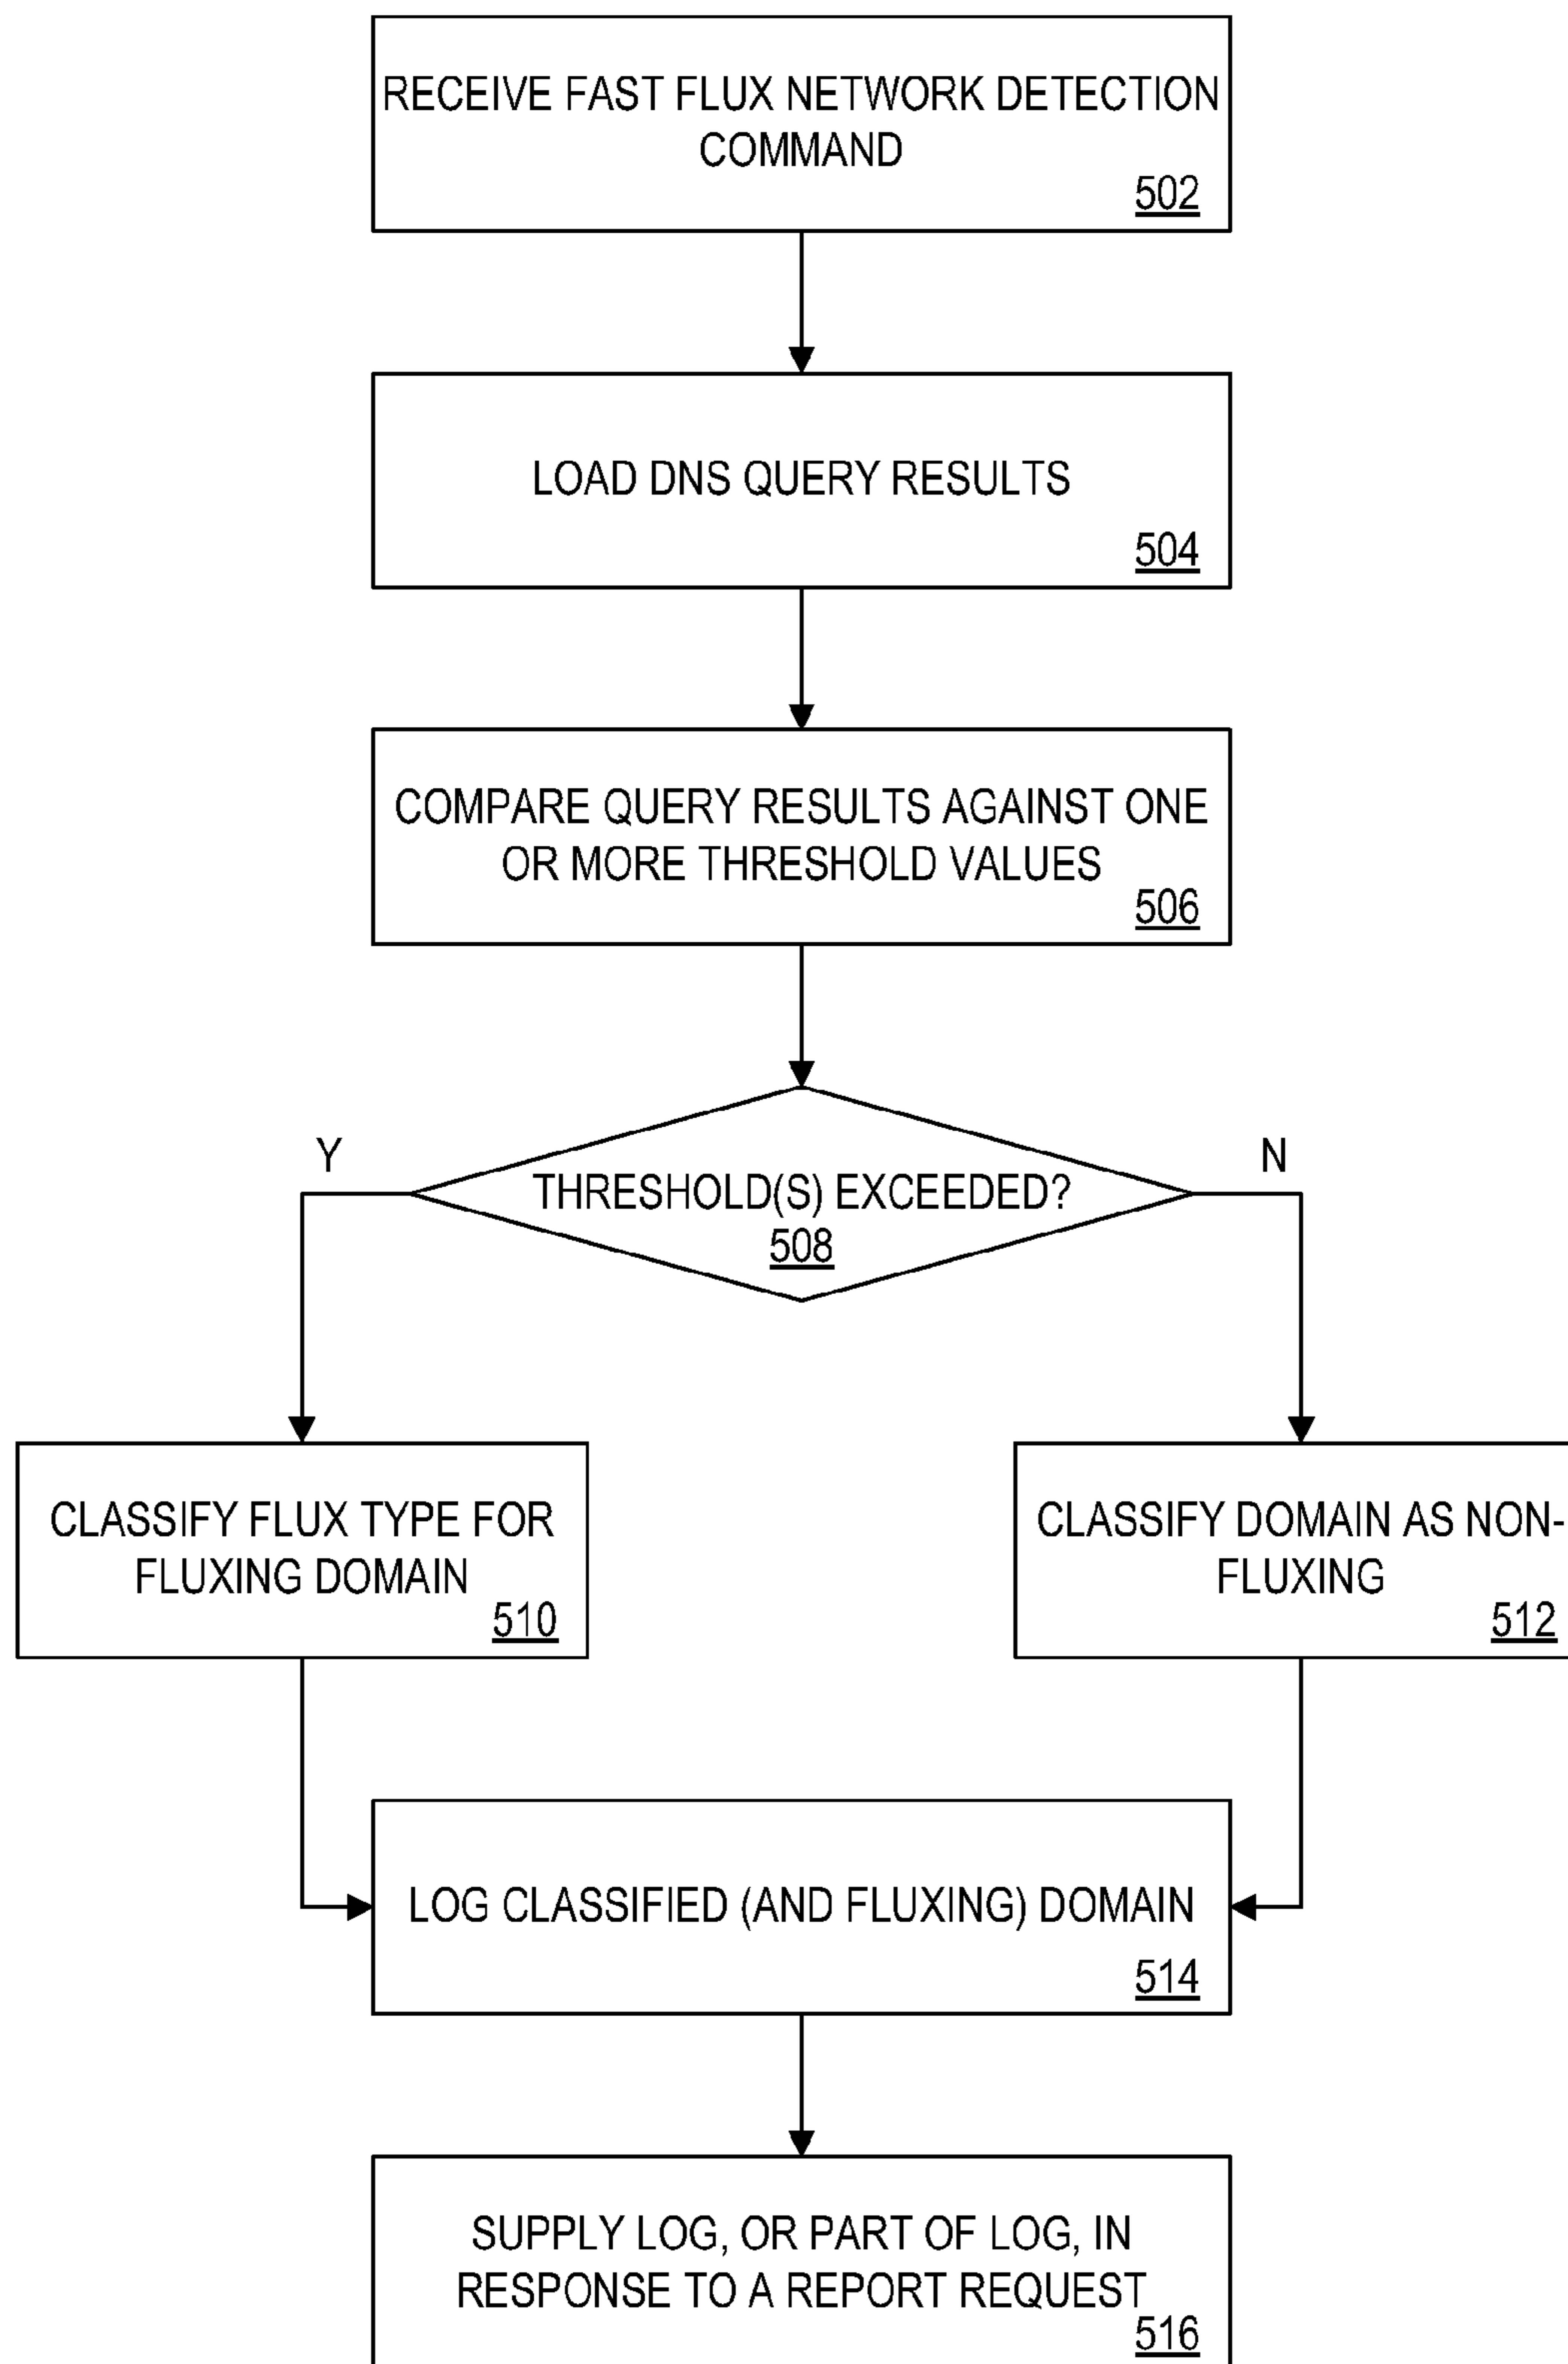 RECEIVE FAST FLUX NETWORK DETECTION
COMMAND
502
LOAD DNS QUERY RESULTS
504
COMPARE QUERY RESULTS AGAINST ONE
OR MORE THRESHOLD VALUES
506
Y
N
THRESHOLD(S) EXCEEDED?
508
CLASSIFY FLUX TYPE FOR
FLUXING DOMAIN
510
CLASSIFY DOMAIN AS NON-
FLUXING
512
LOG CLASSIFIED (AND FLUXING) DOMAIN
514
SUPPLY LOG, OR PART OF LOG, IN
RESPONSE TO A REPORT REQUEST
516